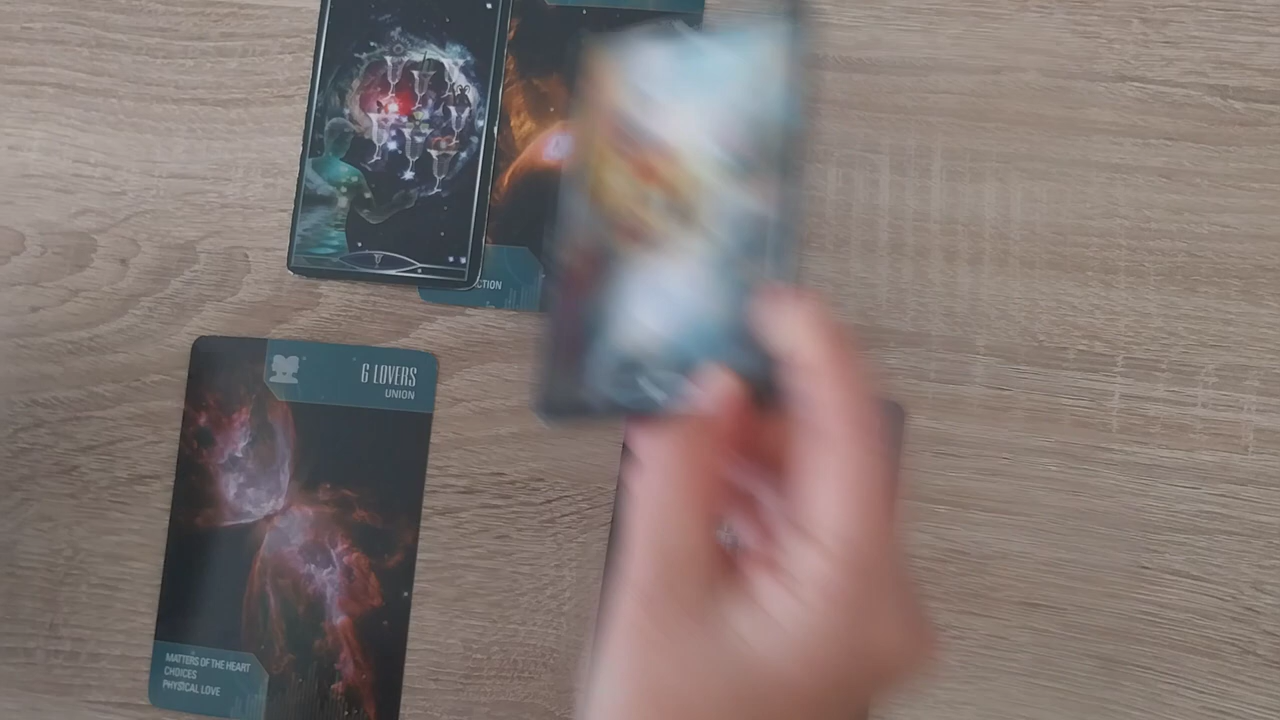 CTION
6 LOVERS
UNION
MATTERS OF THE HEART
CHOICES
PHYSICAL LOVE